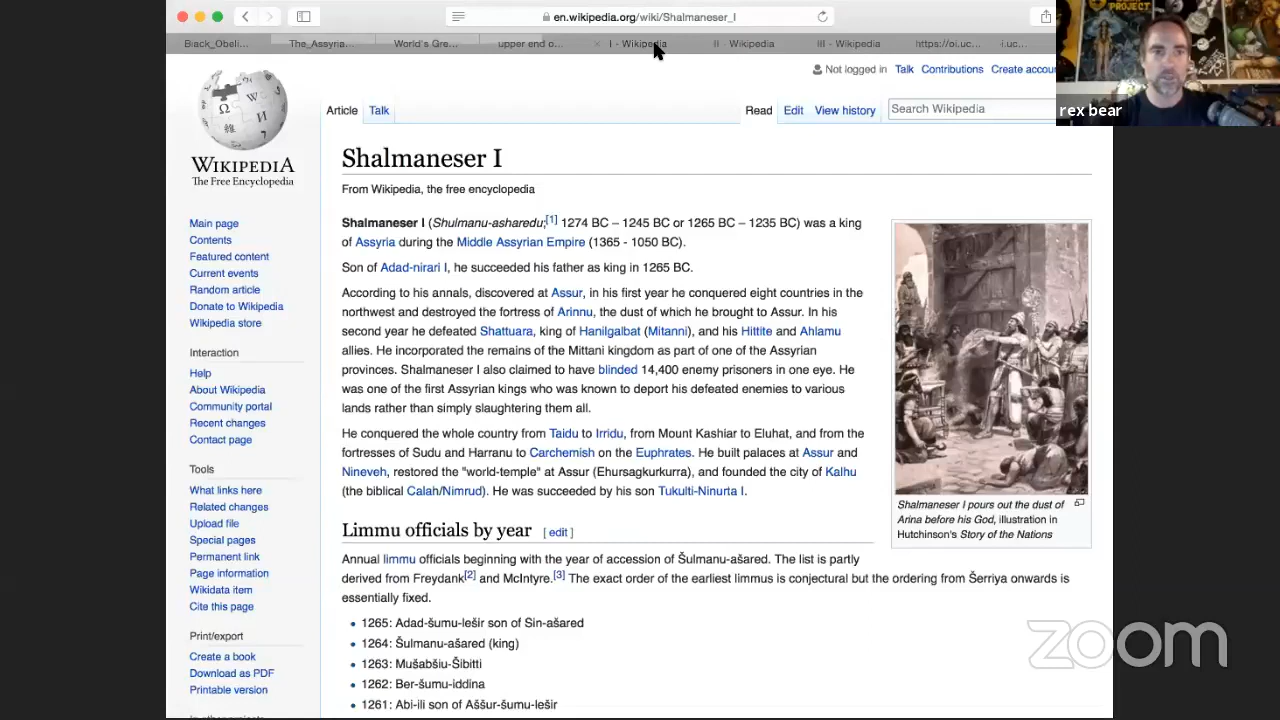 en.wikipedia.org/wiki/Shalmaneser_I
Black_Obeli... The_Assyria... World's Gre... upper end o... I - Wikipedia II - Wikipedia III - Wikipedia https://oi.uc... i.uc...
PROJECT
rex bear
Not logged in Talk Contributions Create accou
Article Talk Read Edit View history Search Wikipedia
WIKIPEDIA
The Free Encyclopedia
Main page
Contents
Featured content
Current events
Random article
Donate to Wikipedia
Wikipedia store
Interaction
Help
About Wikipedia
Community portal
Recent changes
Contact page
Tools
What links here
Related changes
Upload file
Special pages
Permanent link
Page information
Wikidata item
Cite this page
Print/export
Create a book
Download as PDF
Printable version
Shalmaneser I
From Wikipedia, the free encyclopedia
Shalmaneser I (Shulmanu-asharedu;[1] 1274 BC – 1245 BC or 1265 BC – 1235 BC) was a king
of Assyria during the Middle Assyrian Empire (1365 - 1050 BC).
Son of Adad-nirari I, he succeeded his father as king in 1265 BC.
According to his annals, discovered at Assur, in his first year he conquered eight countries in the
northwest and destroyed the fortress of Arinnu, the dust of which he brought to Assur. In his
second year he defeated Shattuara, king of Hanilgalbat (Mitanni), and his Hittite and Ahlamu
allies. He incorporated the remains of the Mittani kingdom as part of one of the Assyrian
provinces. Shalmaneser I also claimed to have blinded 14,400 enemy prisoners in one eye. He
was one of the first Assyrian kings who was known to deport his defeated enemies to various
lands rather than simply slaughtering them all.
He conquered the whole country from Taidu to Irridu, from Mount Kashiar to Eluhat, and from the
fortresses of Sudu and Harranu to Carchemish on the Euphrates. He built palaces at Assur and
Nineveh, restored the "world-temple" at Assur (Ehursagkurkurra), and founded the city of Kalhu
(the biblical Calah/Nimrud). He was succeeded by his son Tukulti-Ninurta I.
Shalmaneser I pours out the dust of
Arina before his God, illustration in
Hutchinson's Story of the Nations
Limmu officials by year [ edit ]
Annual limmu officials beginning with the year of accession of Šulmanu-ašared. The list is partly
derived from Freydank[2] and McIntyre.[3] The exact order of the earliest limmus is conjectural but the ordering from Šerriya onwards is
essentially fixed.
• 1265: Adad-šumu-lešir son of Sin-ašared
• 1264: Šulmanu-ašared (king)
• 1263: Mušabšiu-Šibitti
• 1262: Ber-šumu-iddina
• 1261: Abi-ili son of Aššur-šumu-lešir
zoom